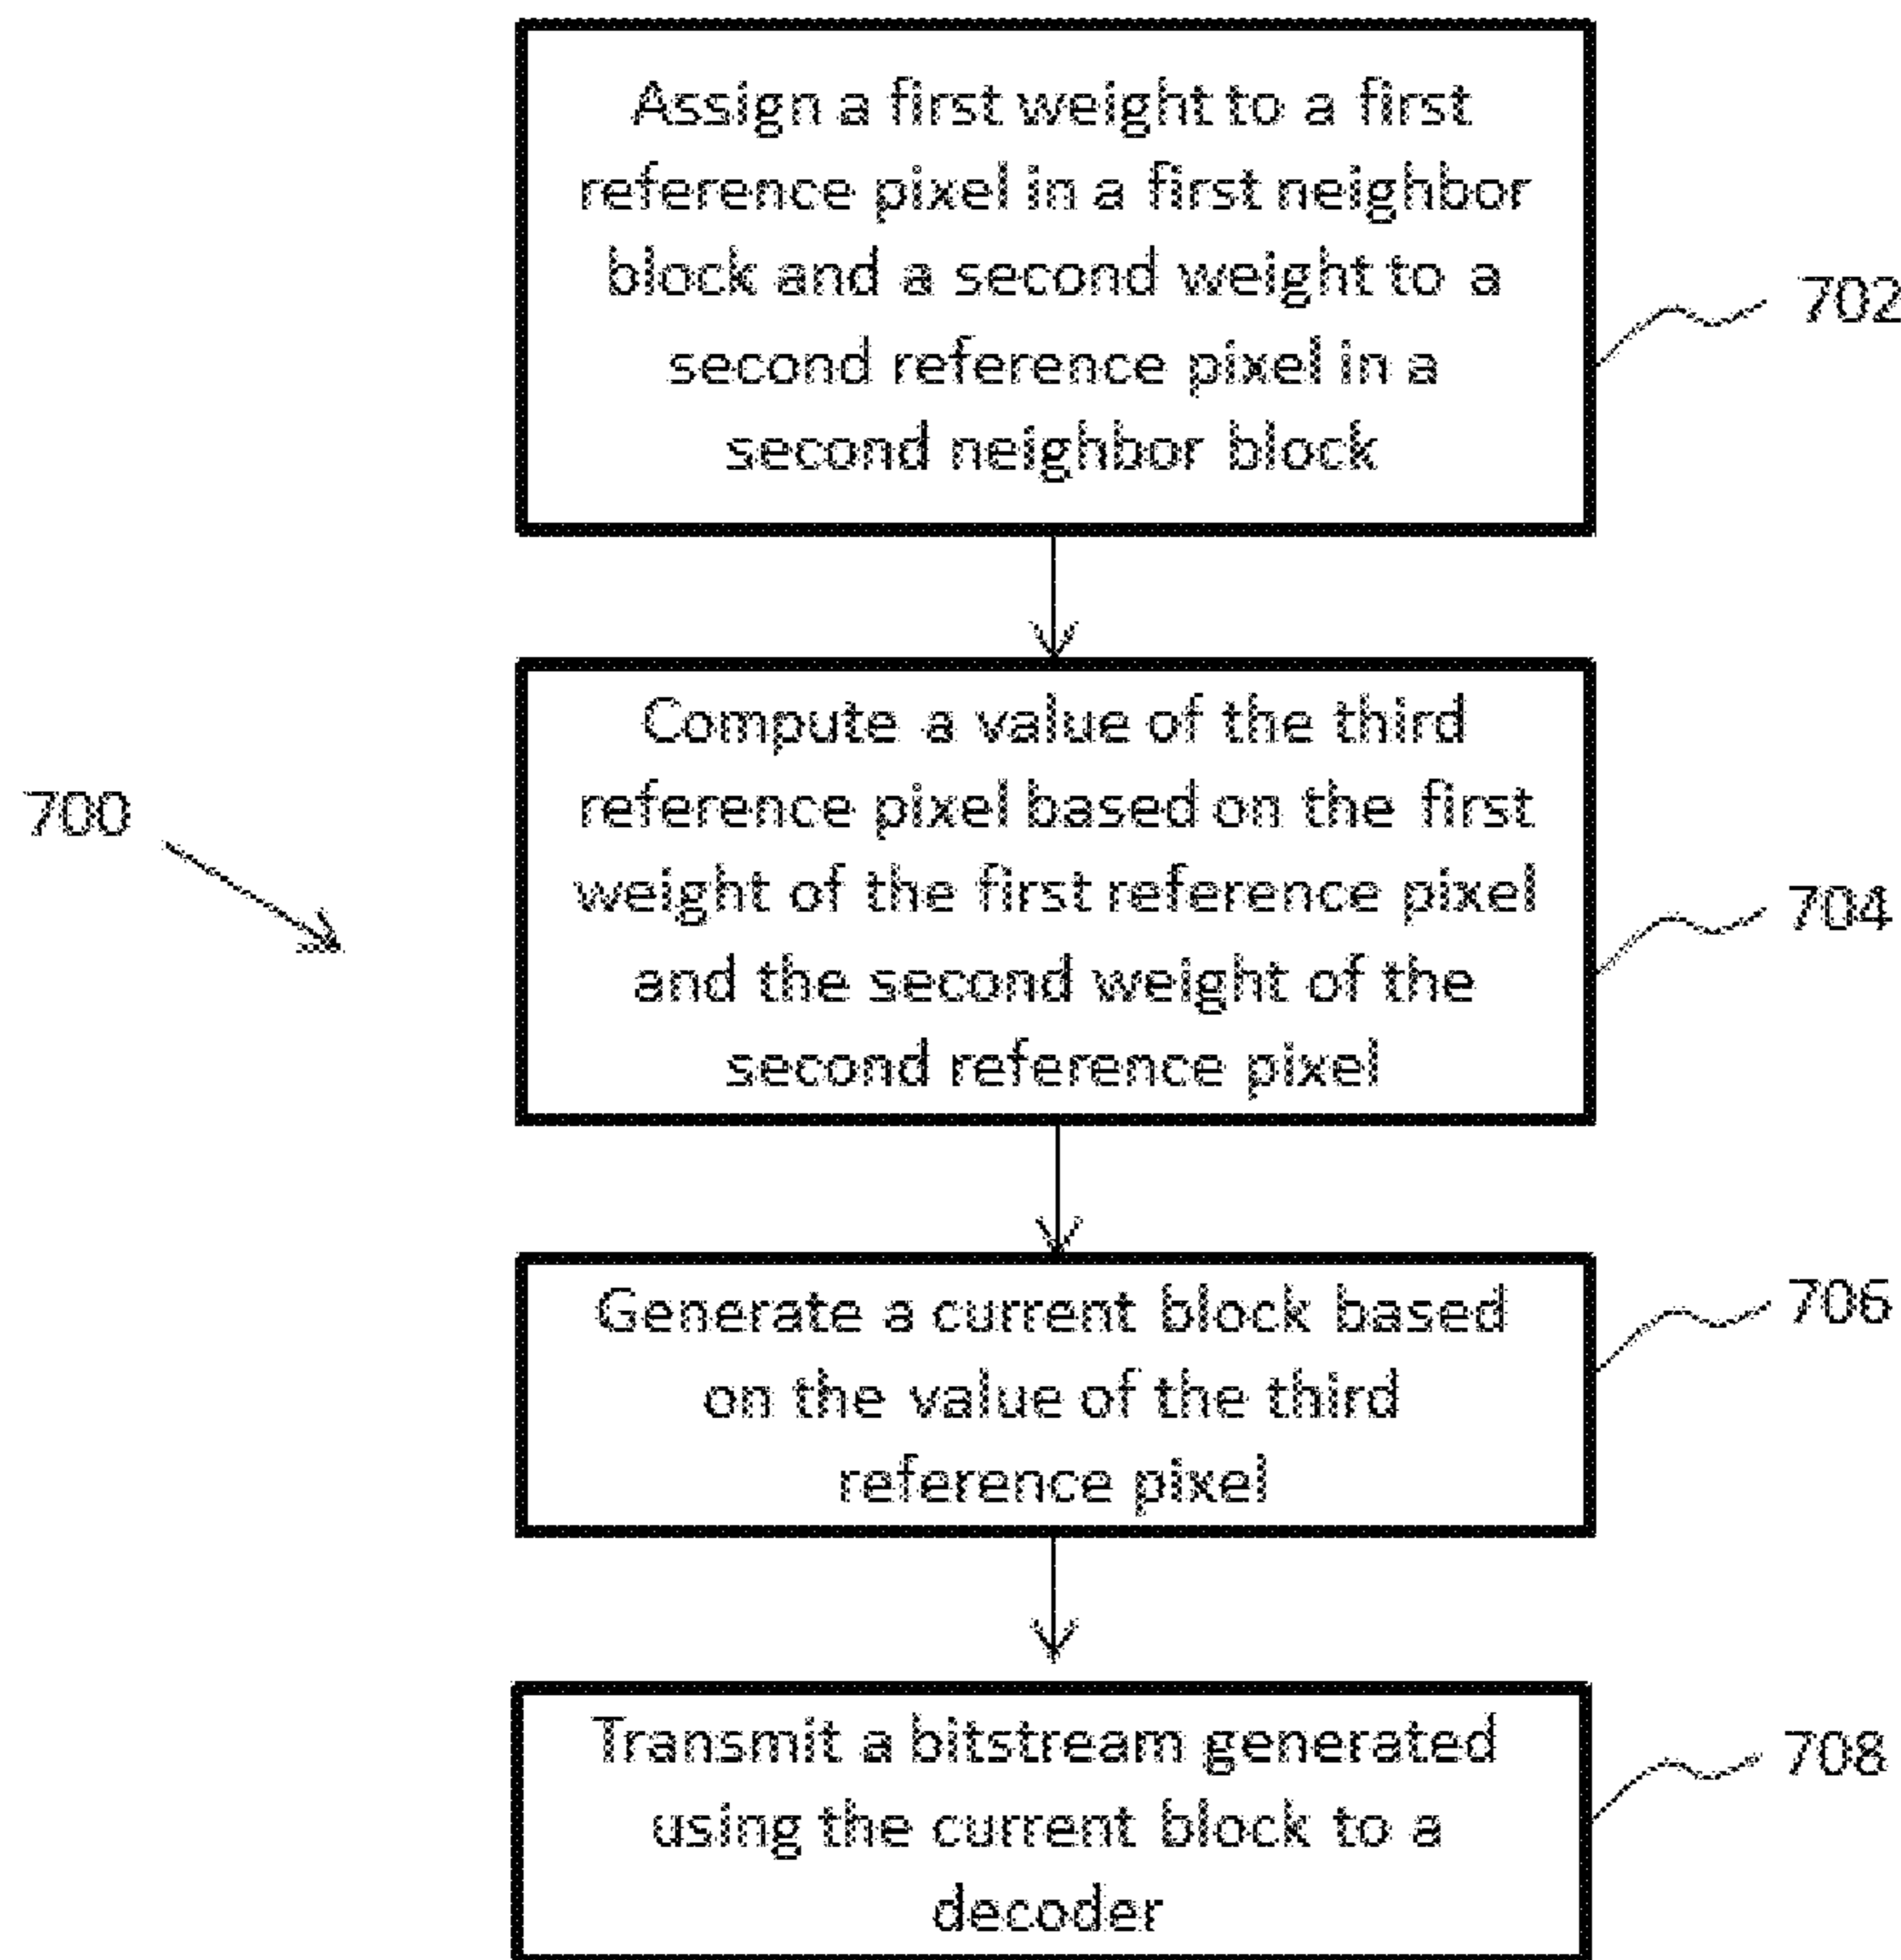 Assign a first weight to a first
reference pixel in a first neighbor
block and a second weight to a
second reference pixel in a
second neighbor block
702
Compute a value of the third
reference pixel based on the first
weight of the first reference pixel
and the second weight of the
second reference pixel
700
704
Generate a current block based
on the value of the third
reference pixel
706
Transmit a bitstream generated
using the current block to a
decoder
708